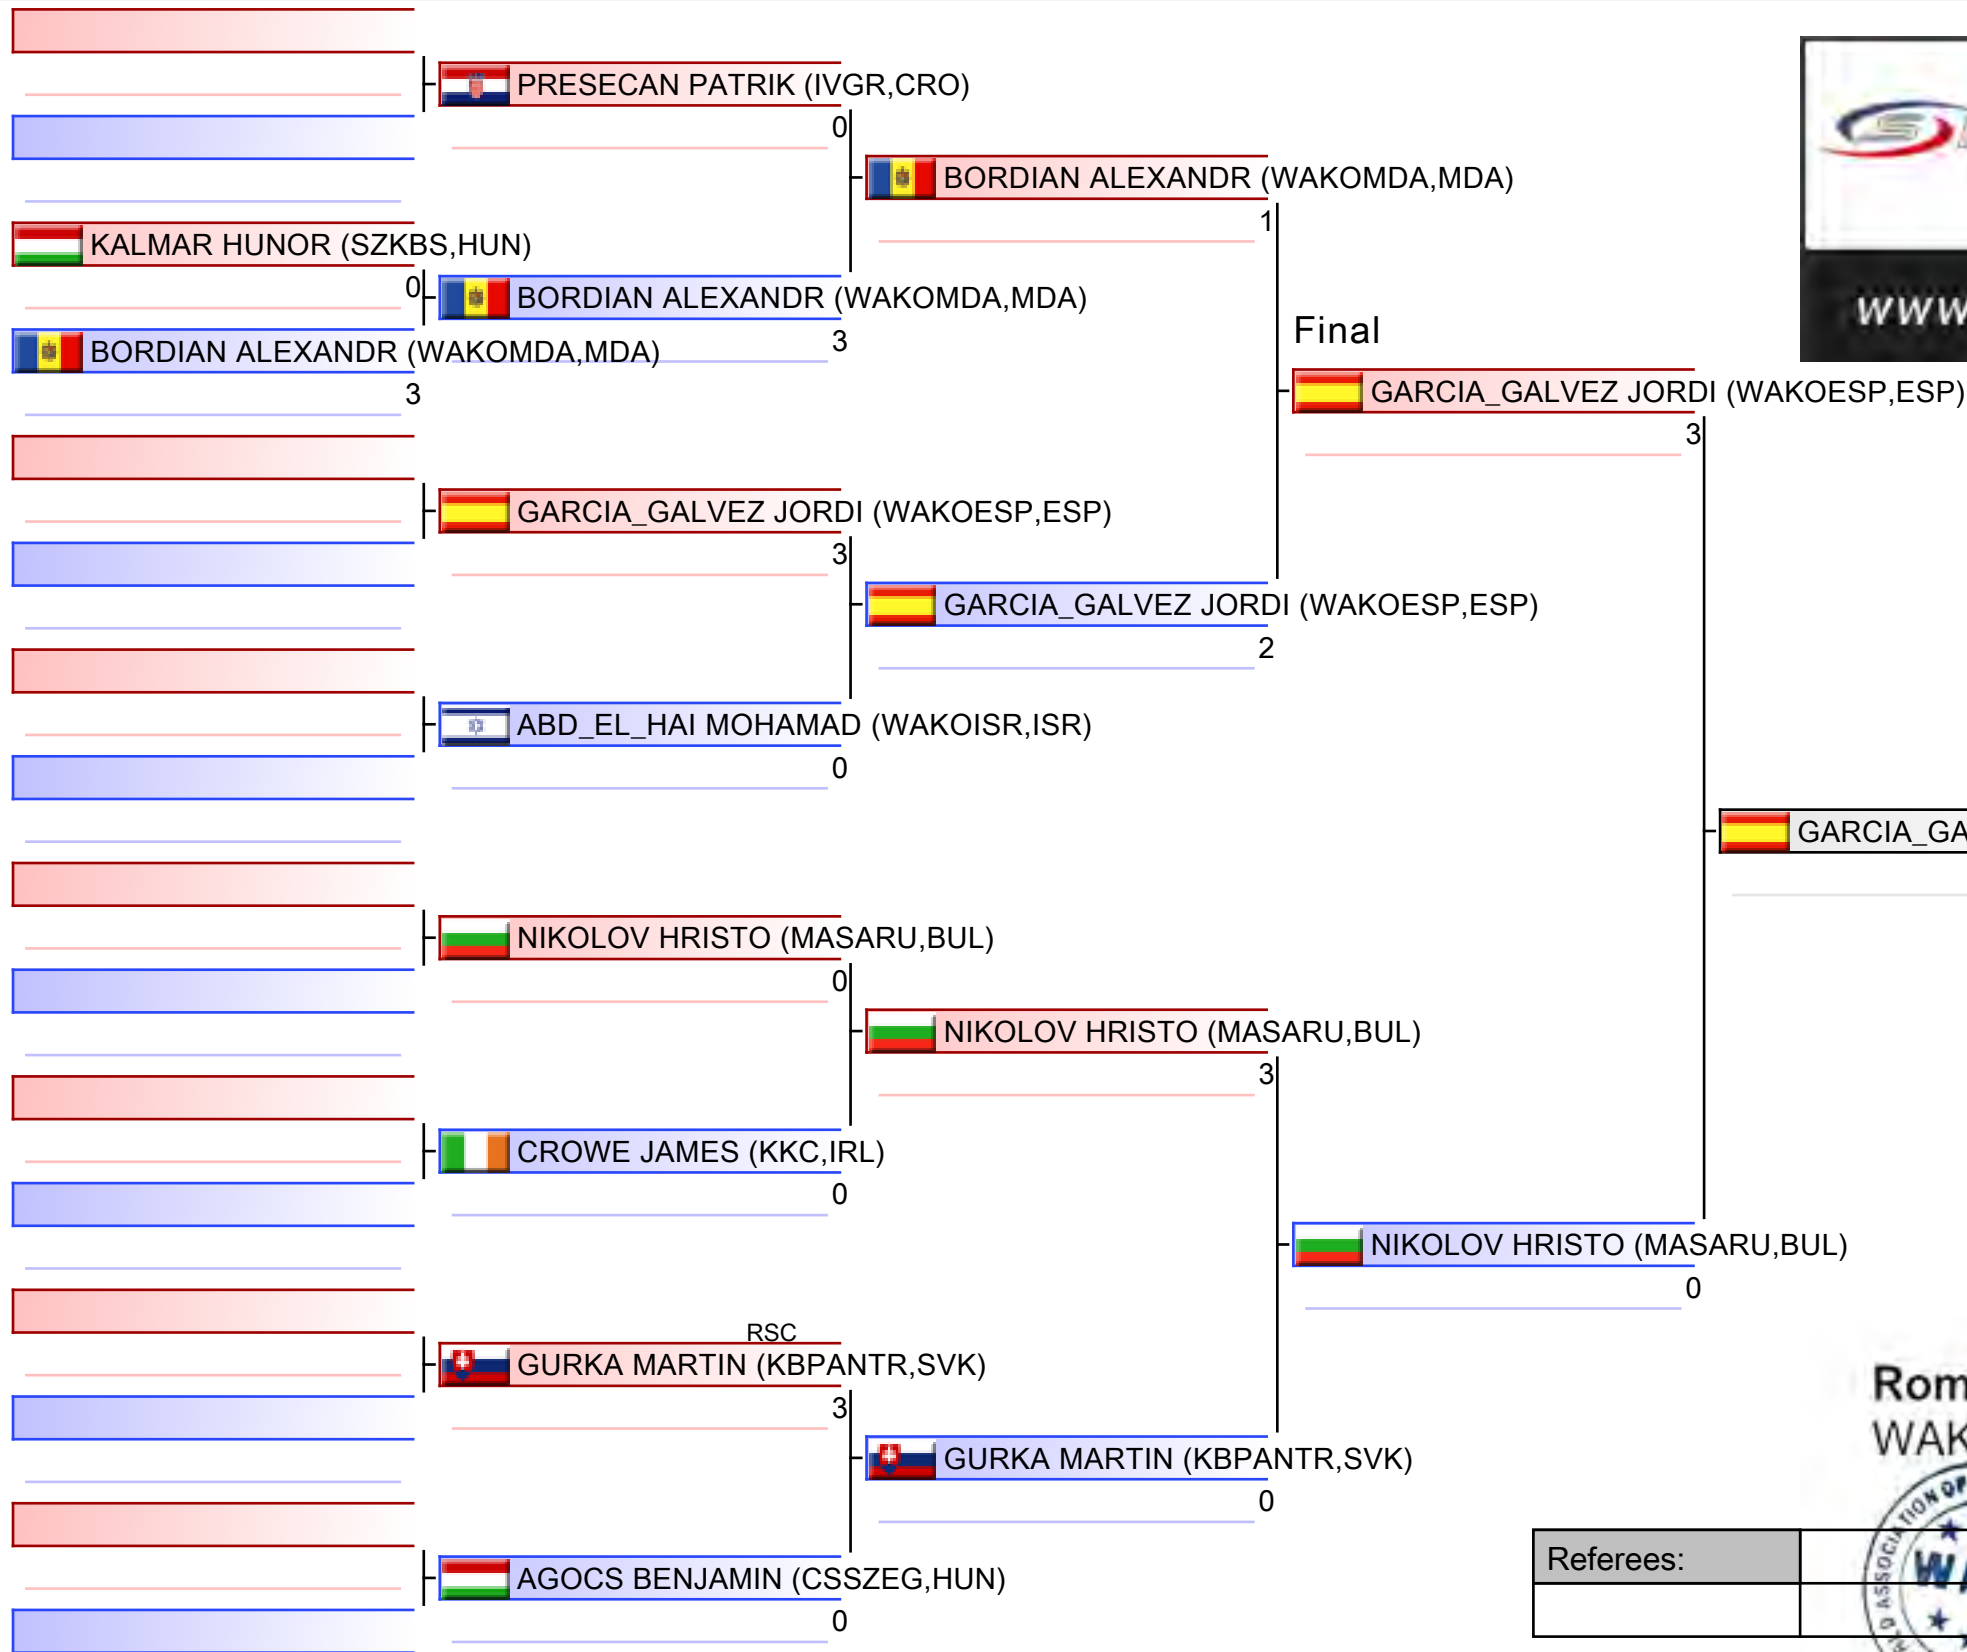 PRESECAN PATRIK (IVGR,CRO)
0
BORDIAN ALEXANDR (WAKOMDA,MDA)
1
KALMAR HUNOR (SZKBS,HUN)
0
BORDIAN ALEXANDR (WAKOMDA,MDA)
3
BORDIAN ALEXANDR (WAKOMDA,MDA)
3
www
Final
GARCIA_GALVEZ JORDI (WAKOESP,ESP)
3
GARCIA_GALVEZ JORDI (WAKOESP,ESP)
3
GARCIA_GALVEZ JORDI (WAKOESP,ESP)
2
ABD_EL_HAI MOHAMAD (WAKOISR,ISR)
0
GARCIA_GA
NIKOLOV HRISTO (MASARU,BUL)
0
NIKOLOV HRISTO (MASARU,BUL)
3
CROWE JAMES (KKC,IRL)
0
NIKOLOV HRISTO (MASARU,BUL)
0
RSC
GURKA MARTIN (KBPANTR,SVK)
3
GURKA MARTIN (KBPANTR,SVK)
0
AGOCS BENJAMIN (CSSZEG,HUN)
0
Rom
WAK
Referees: